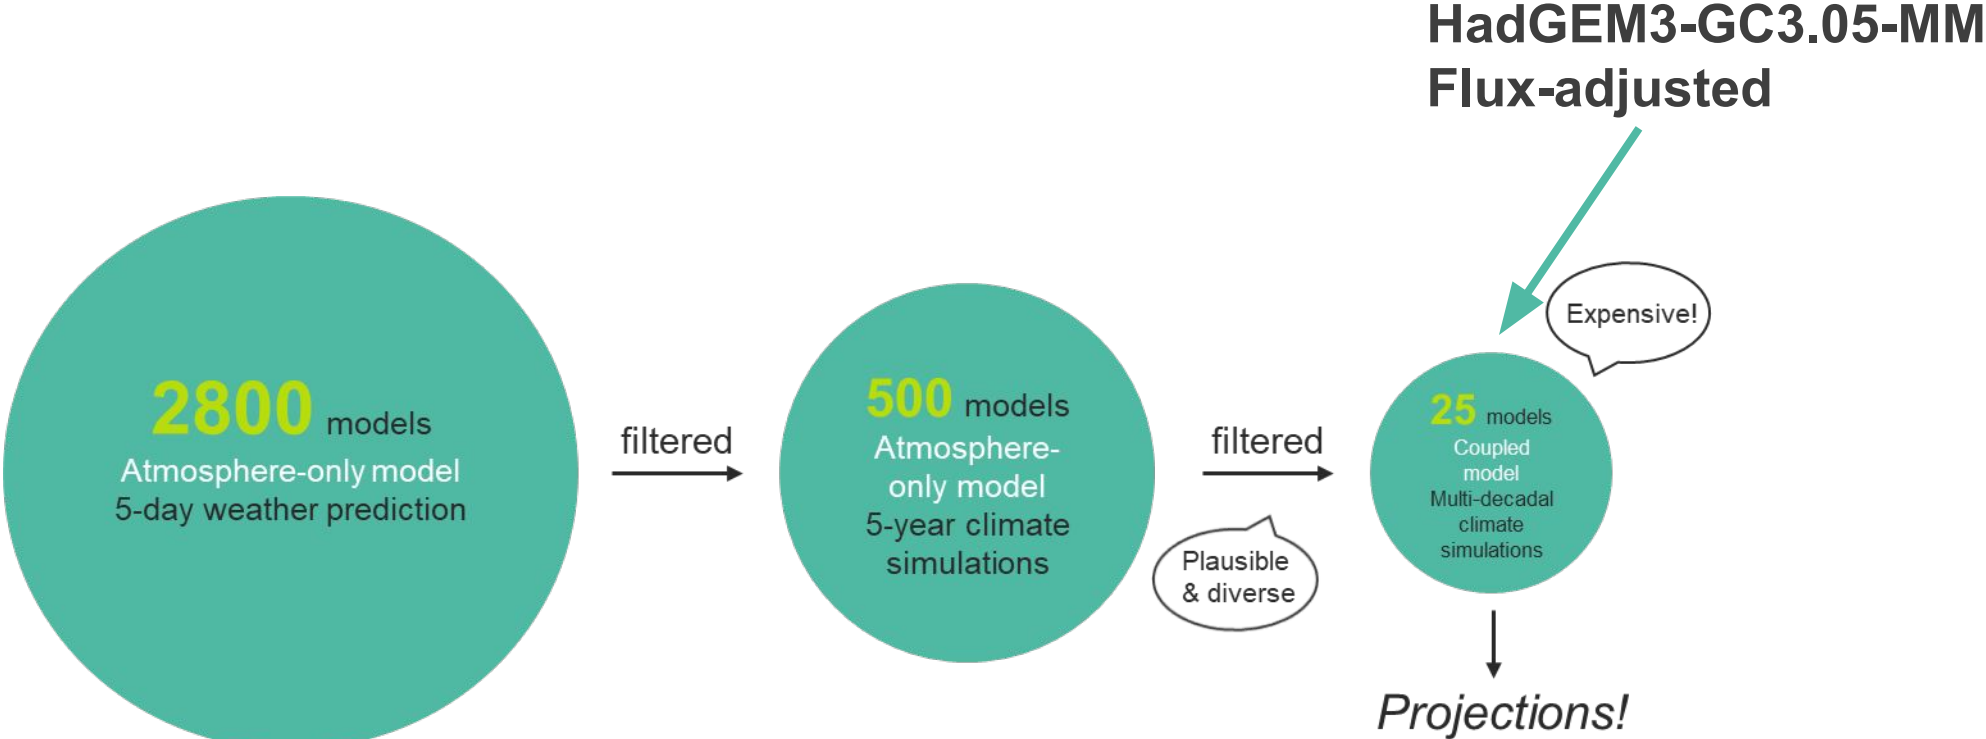 HadGEM3-GC3.05-MM
Flux-adjusted
2800 models
Atmosphere-only model
5-day weather prediction
filtered
500 models
Atmosphere-
only model
5-year climate
simulations
filtered
Plausible
& diverse
Expensive!
25 models
Coupled
model
Multi-decadal
climate
simulations
Projections!